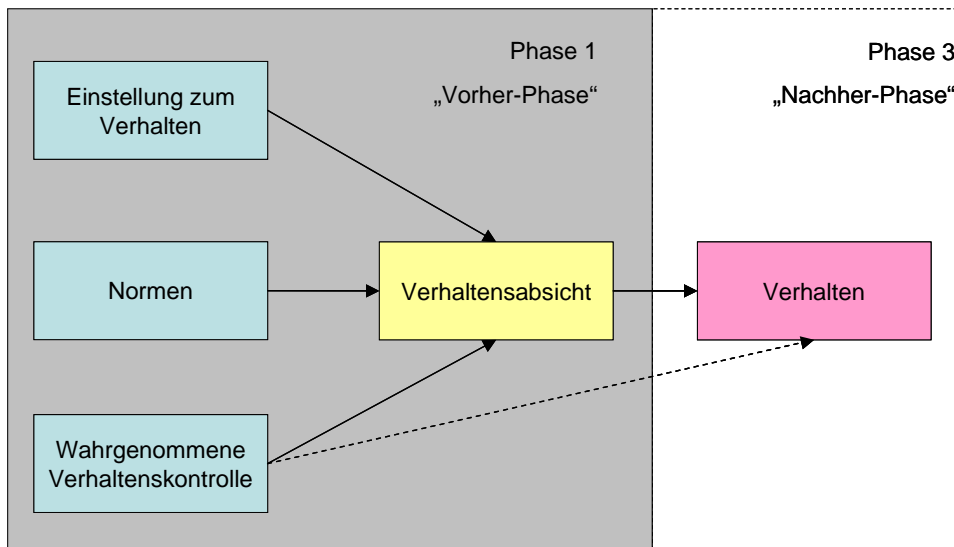 Phase 1
„Vorher-Phase“
Phase 3
„Nachher-Phase“
Einstellung zum
Verhalten
Normen
Verhaltensabsicht
Verhalten
Wahrgenommene
Verhaltenskontrolle